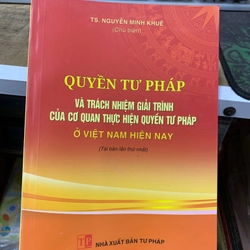 TS. NGUYỄN MINH KHUÊ
(Chủ biên)
QUYỀN TƯ PHÁP
VÀ TRÁCH NHIỆM GIẢI TRÌNH
CỦA CƠ QUAN THỰC HIỆN QUYỀN TƯ PHÁP
Ở VIỆT NAM HIỆN NAY
(Tái bản lần thứ nhất)
NHÀ XUẤT BẢN TƯ PHÁP